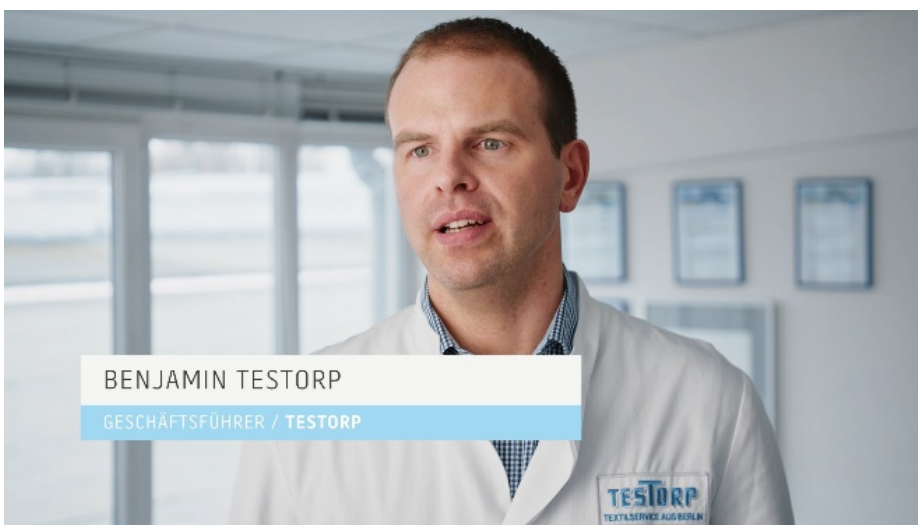 BENJAMIN TESTORP
GESCHÄFTSFÜHRER / TESTORP
TESTORP
TEXTILSERVICE AUS BERLIN